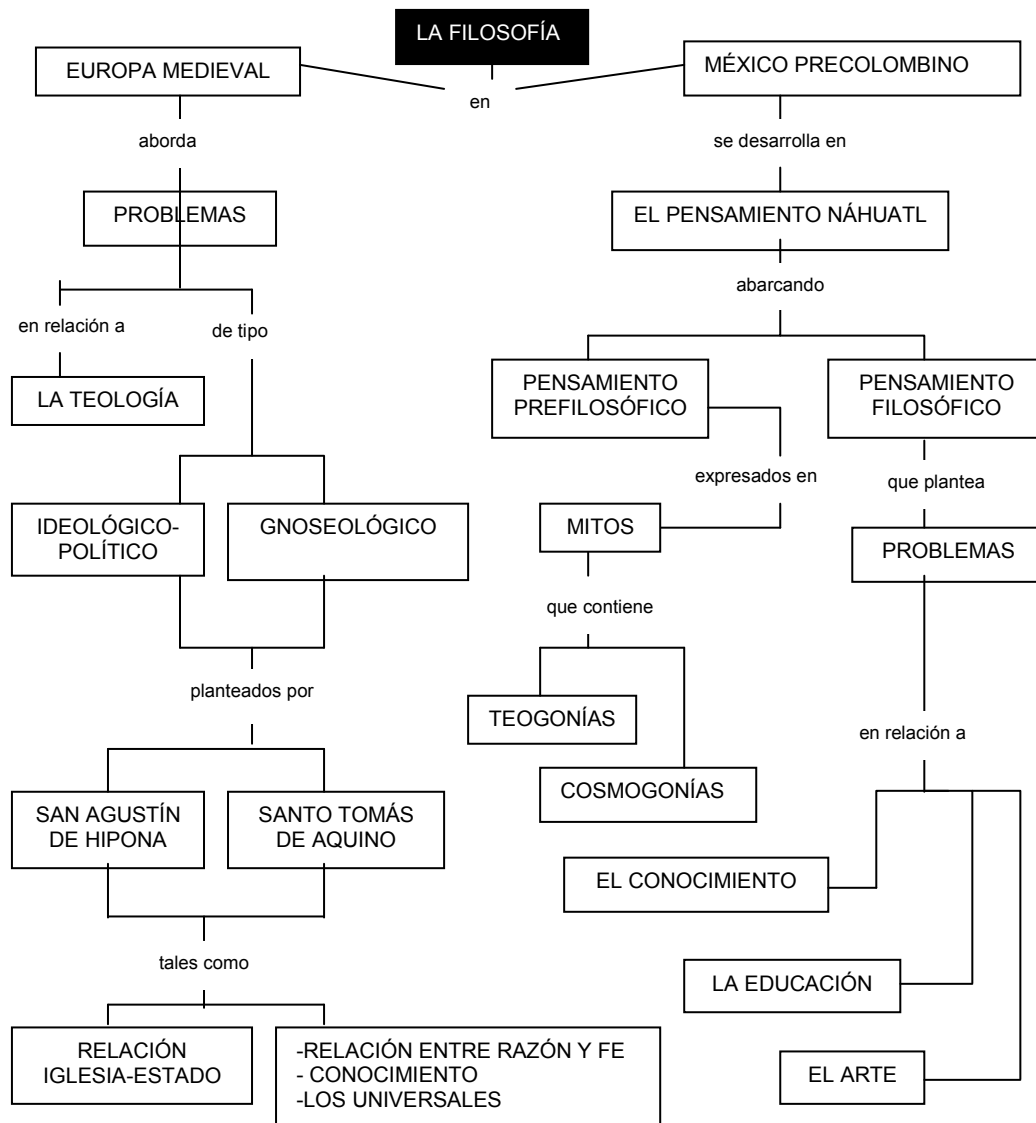 LA FILOSOFÍA
EUROPA MEDIEVAL
MÉXICO PRECOLOMBINO
en
aborda
se desarrolla en
PROBLEMAS
EL PENSAMIENTO NÁHUATL
abarcando
en relación a
de tipo
LA TEOLOGÍA
PENSAMIENTO
PREFILOSÓFICO
PENSAMIENTO
FILOSÓFICO
expresados en
que plantea
IDEOLÓGICO-
POLÍTICO
GNOSEOLÓGICO
MITOS
PROBLEMAS
que contiene
planteados por
TEOGONÍAS
en relación a
COSMOGONÍAS
SAN AGUSTÍN
DE HIPONA
SANTO TOMÁS
DE AQUINO
EL CONOCIMIENTO
tales como
LA EDUCACIÓN
RELACIÓN
IGLESIA-ESTADO
-RELACIÓN ENTRE RAZÓN Y FE
- CONOCIMIENTO
-LOS UNIVERSALES
EL ARTE